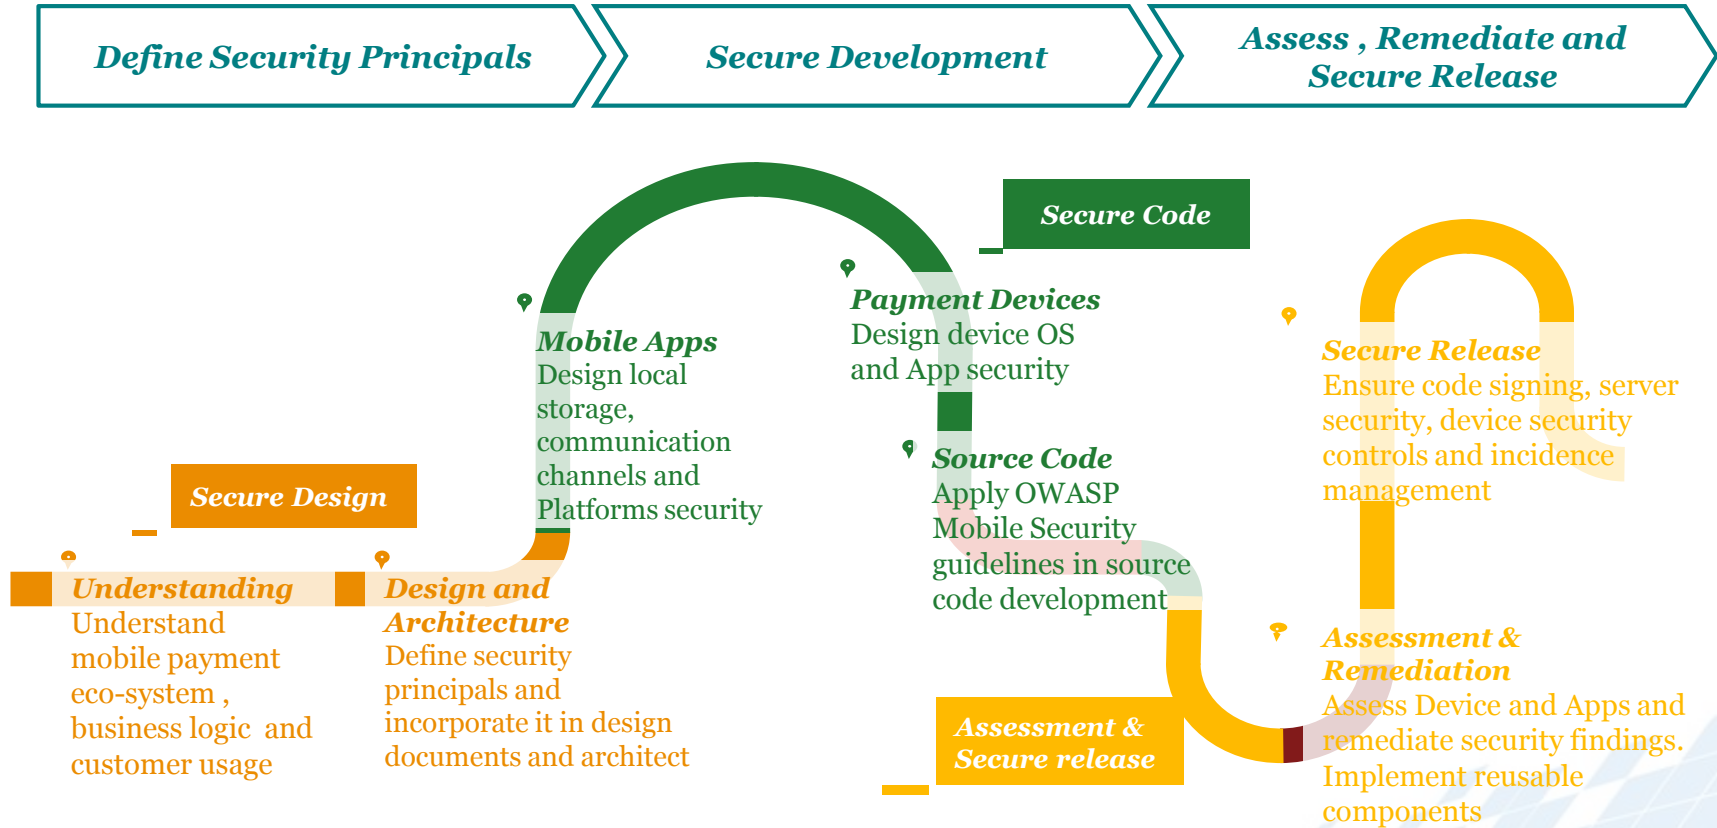 Define Security Principals
Secure Development
Assess , Remediate and
Secure Release
Secure Design
Understanding
Understand
mobile payment
eco-system ,
business logic  and
customer usage
Design and
Architecture
Define security
principals and
incorporate it in design
documents and architect
Mobile Apps
Design local
storage,
communication
channels and
Platforms security
Secure Code
Payment Devices
Design device OS
and App security
Source Code
Apply OWASP
Mobile Security
guidelines in source
code development
Assessment &
Secure release
Secure Release
Ensure code signing, server
security, device security
controls and incidence
management
Assessment &
Remediation
Assess Device and Apps and
remediate security findings.
Implement reusable
components